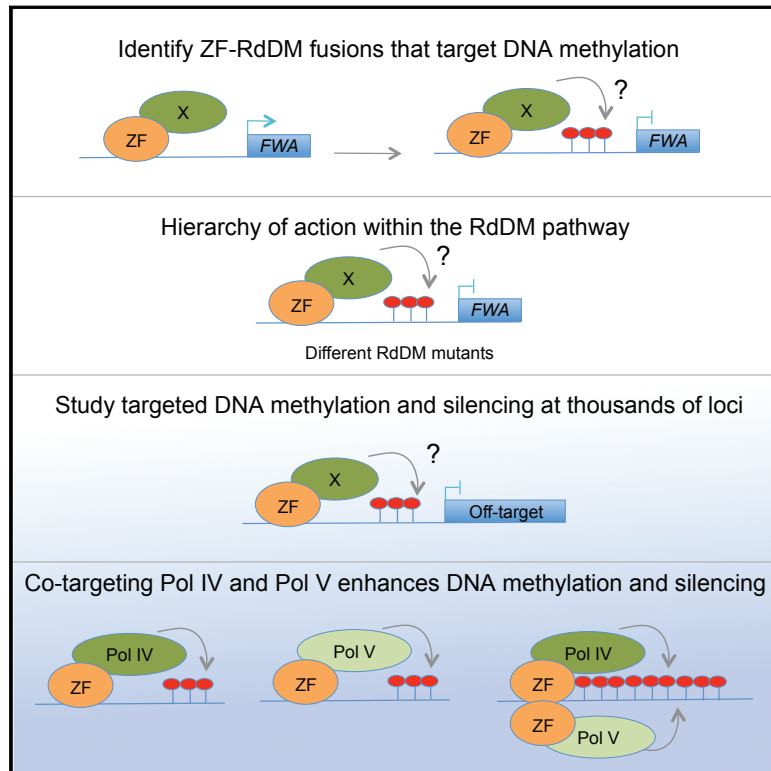 Identify ZF-RdDM fusions that target DNA methylation
X
ZF
FWA
X
?
ZF
FWA
Hierarchy of action within the RdDM pathway
X
?
ZF
FWA
Different RdDM mutants
Study targeted DNA methylation and silencing at thousands of loci
X
?
ZF
Off-target
Co-targeting Pol IV and Pol V enhances DNA methylation and silencing
Pol IV
ZF
Pol V
ZF
Pol IV
ZF
ZF
Pol V